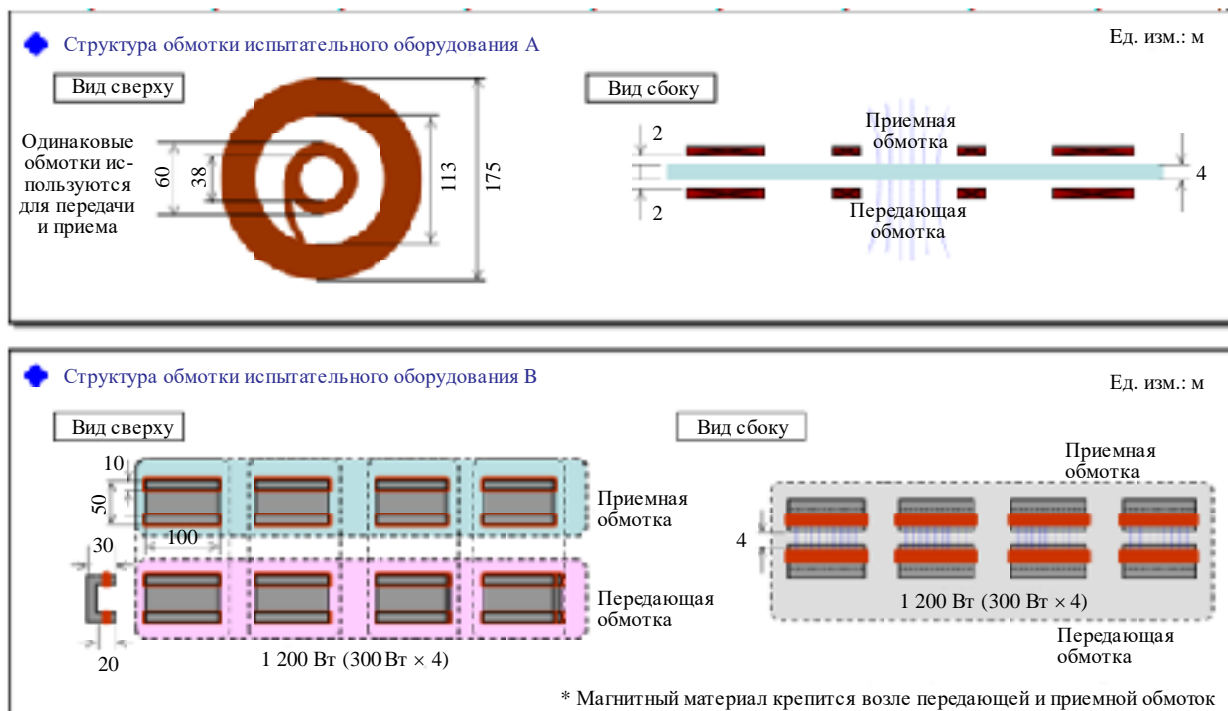 Структура обмотки испытательного оборудования А
Ед. изм.: м
Вид сверху
Вид сбоку
Одинаковые
обмотки ис-
пользуются
для передачи
и приема
60
38
113
175
2
2
Приемная
обмотка
Передающая
обмотка
4
Структура обмотки испытательного оборудования В
Ед. изм.: м
Вид сверху
Вид сбоку
10
50
100
30
20
Приемная
обмотка
Передающая
обмотка
1 200 Вт (300 Вт × 4)
Приемная
обмотка
4
1 200 Вт (300 Вт × 4)
Передающая
обмотка
* Магнитный материал крепится возле передающей и приемной обмоток